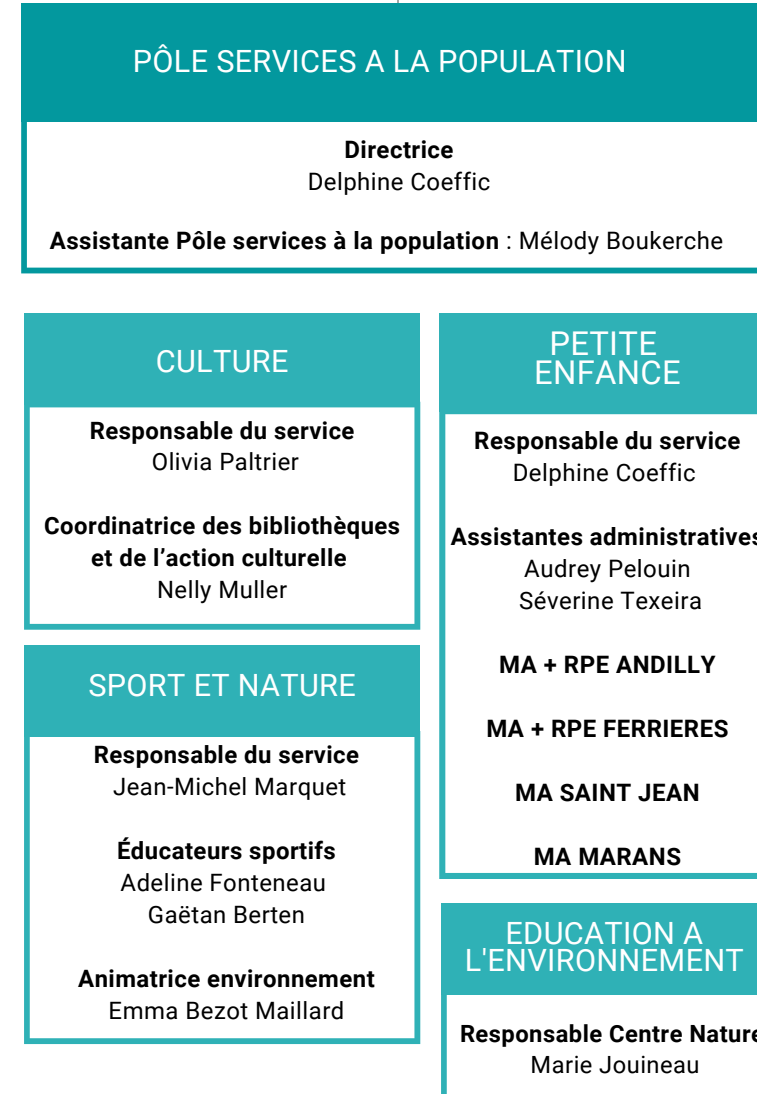 PÔLE SERVICES A LA POPULATION
Directrice
Delphine Coeffic
Assistante Pôle services à la population : Mélody Boukerche
CULTURE
Responsable du service
Olivia Paltrier
Coordinatrice des bibliothèques
et de l'action culturelle
Nelly Muller
SPORT ET NATURE
Responsable du service
Jean-Michel Marquet
Éducateurs sportifs
Adeline Fonteneau
Gaëtan Berten
Animatrice environnement
Emma Bezot Maillard
PETITE
ENFANCE
Responsable du service
Delphine Coeffic
Assistantes administratives
Audrey Pelouin
Séverine Texeira
MA + RPE ANDILLY
MA + RPE FERRIERES
MA SAINT JEAN
MA MARANS
EDUCATION A
L'ENVIRONNEMENT
Responsable Centre Nature
Marie Jouineau